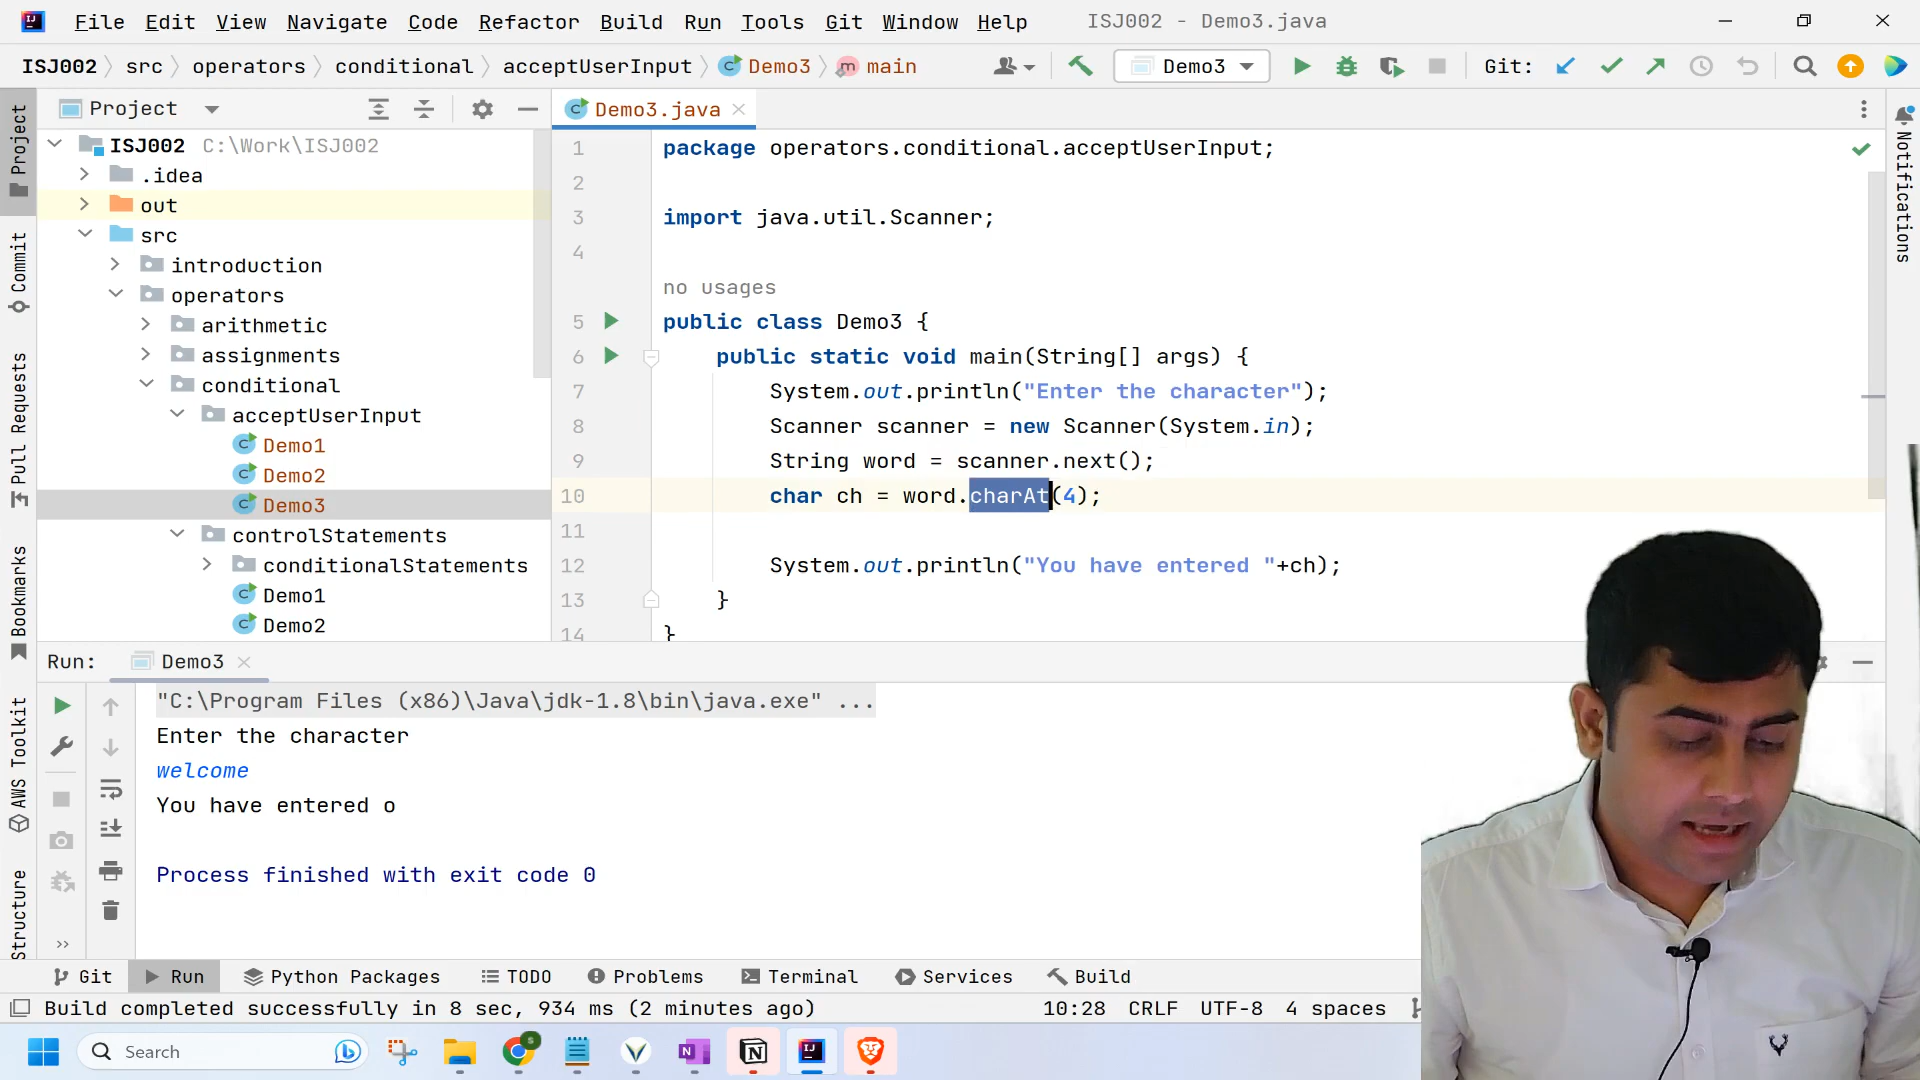 File Edit View Navigate Code Refactor Build Run Tools Git Window Help ISJ002 - Demo3.java
ISJ002 src operators conditional acceptUserInput Demo3 main Demo3 Git:
Project Demo3.java
ISJ002 C:\Work\ISJ002
.idea
out
src
introduction
operators
arithmetic
assignments
conditional
acceptUserInput
Demo1
Demo2
Demo3
controlStatements
conditionalStatements
Demo1
Demo2
1 package operators.conditional.acceptUserInput;
2
3 import java.util.Scanner;
4
no usages
5 public class Demo3 {
6 public static void main(String[] args) {
7 System.out.println("Enter the character");
8 Scanner scanner = new Scanner(System.in);
9 String word = scanner.next();
10 char ch = word.charAt(4);
11
12 System.out.println("You have entered "+ch);
13 }
14 }
Project
Commit
Pull Requests
Bookmarks
AWS Toolkit
Structure
Notifications
Run: Demo3
"C:\Program Files (x86)\Java\jdk-1.8\bin\java.exe" ...
Enter the character
welcome
You have entered o
Process finished with exit code 0
Git Run Python Packages TODO Problems Terminal Services Build
Build completed successfully in 8 sec, 934 ms (2 minutes ago) 10:28 CRLF UTF-8 4 spaces
Search